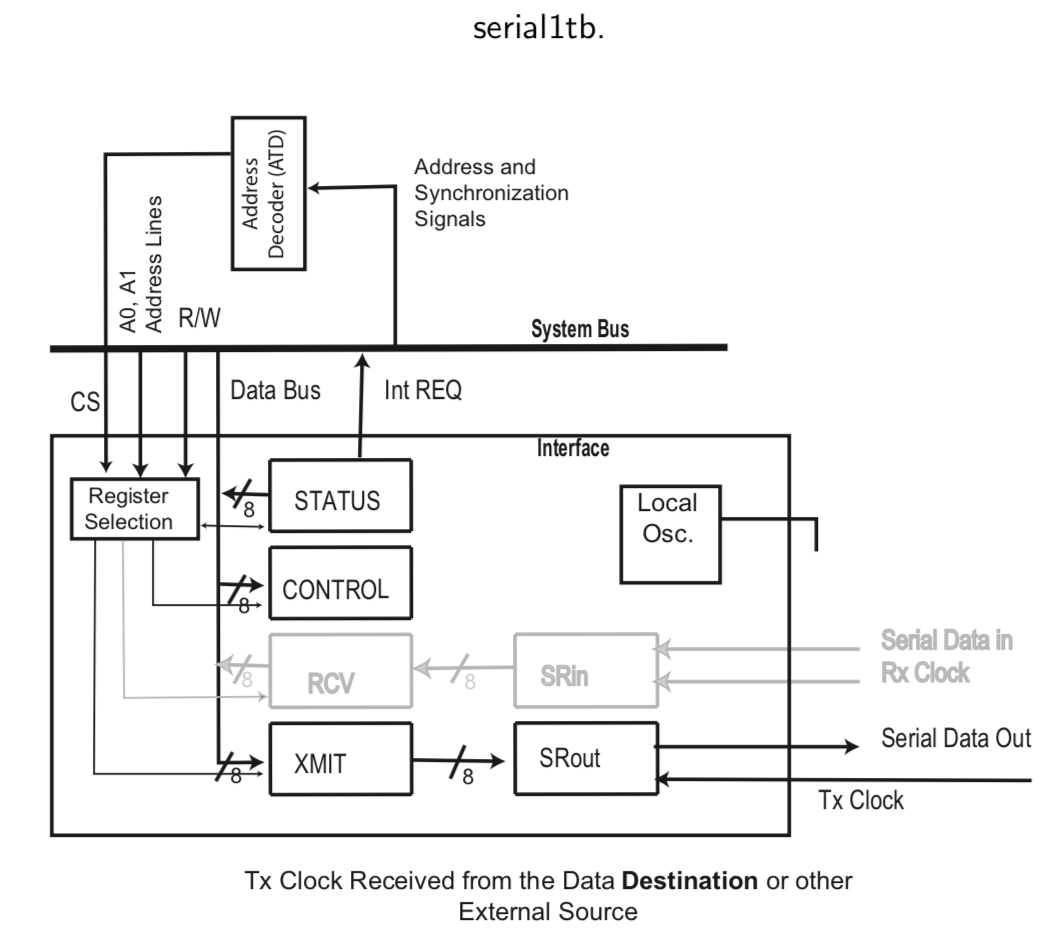 serial1tb.
Address
Decoder (ATD)
Address and
Synchronization
Signals
A0, A1
Address Lines
R/W
System Bus
CS
Data Bus
Int REQ
Interface
Register
Selection
STATUS
8
Local
Osc.
CONTROL
8
RCV
8
8
SRin
Serial Data in
Rx Clock
XMIT
8
8
SRout
Serial Data Out
Tx Clock
Tx Clock Received from the Data Destination or other
External Source